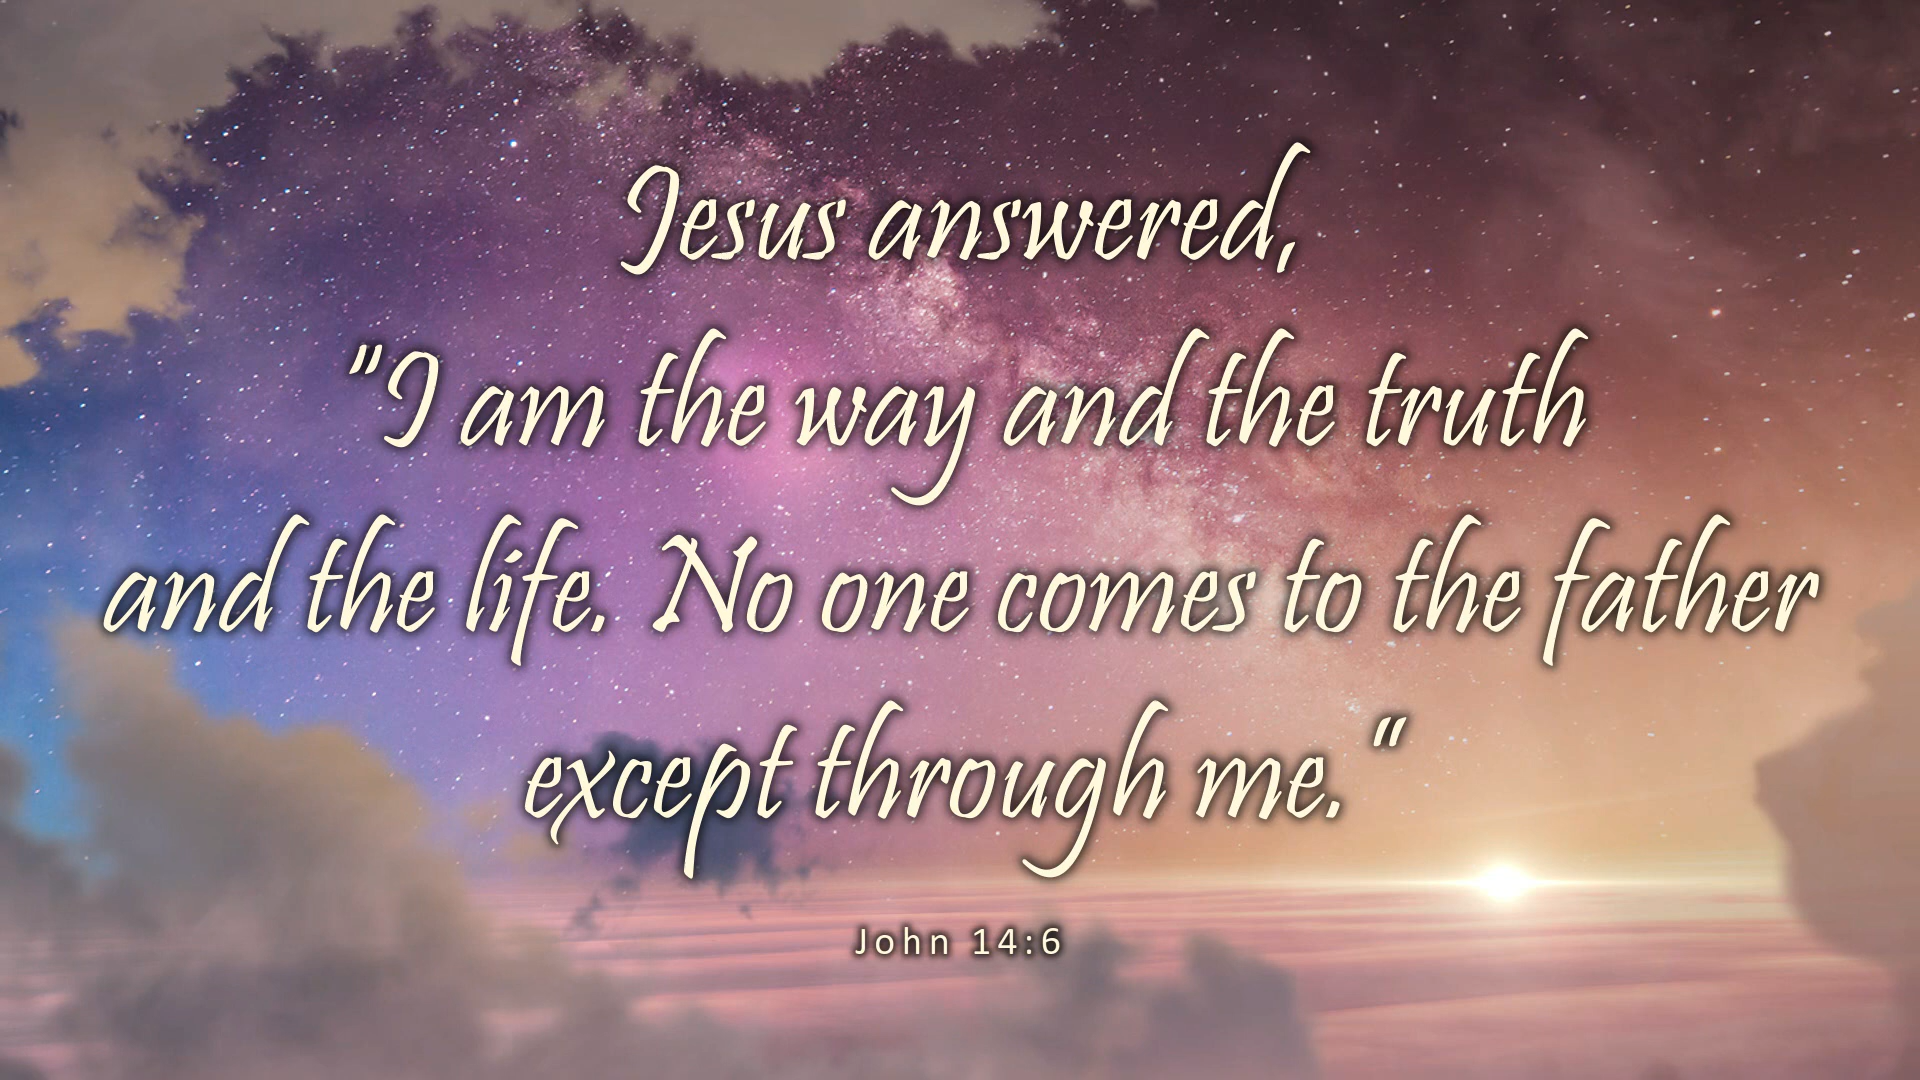 Jesus answered,
"I am the way and the truth
and the life. No one comes to the father
except through me."
John 14:6